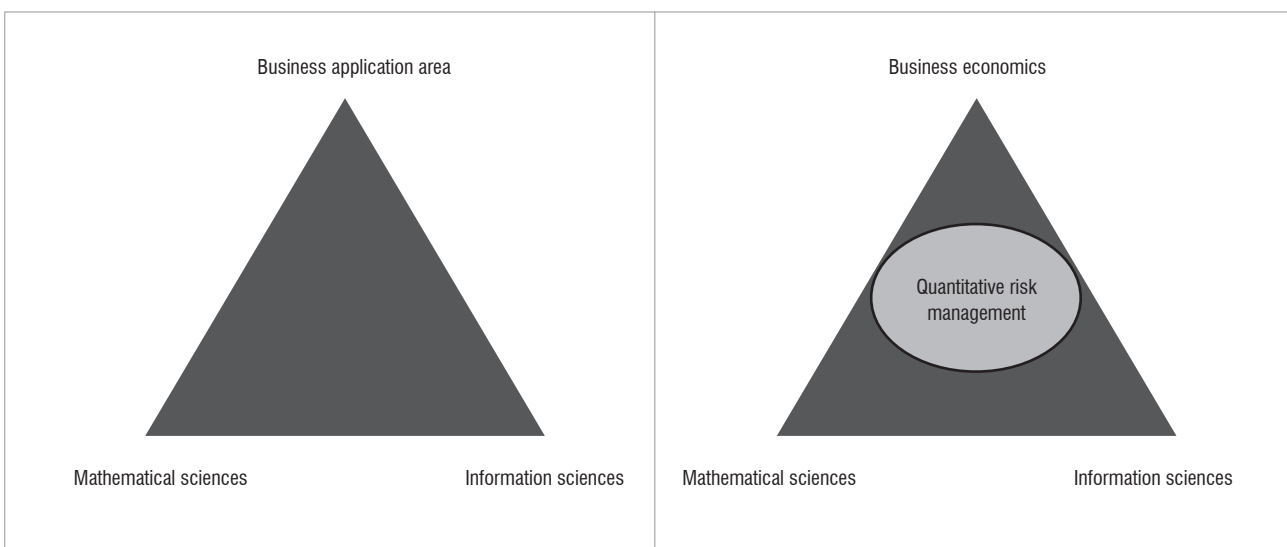 Business application area
Mathematical sciences
Information sciences
Business economics
Quantitative risk
management
Mathematical sciences
Information sciences